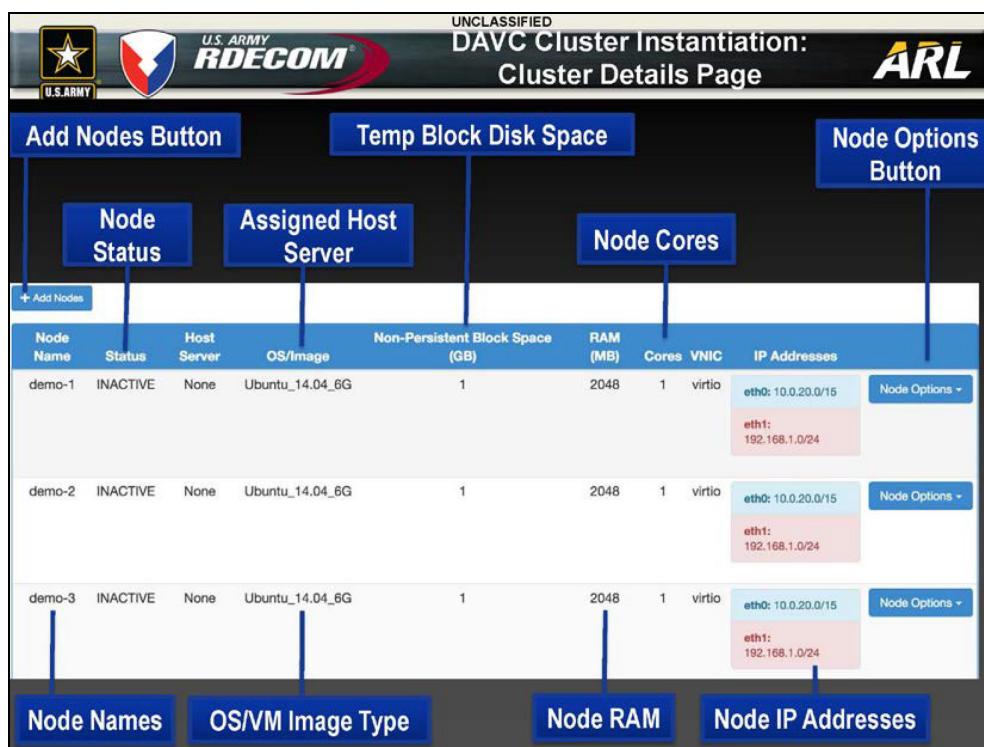 UNCLASSIFIED
U.S. ARMY
U.S. ARMY
RDECOM®
DAVC Cluster Instantiation:
Cluster Details Page
ARL
Add Nodes Button
Temp Block Disk Space
Node Options
Button
Node
Status
Assigned Host
Server
Node Cores
+ Add Nodes
Node Name Status Host Server OS/Image Non-Persistent Block Space (GB) RAM (MB) Cores VNIC IP Addresses
demo-1 INACTIVE None Ubuntu_14.04_6G 1 2048 1 virtio eth0: 10.0.20.0/15 Node Options
eth1:
192.168.1.0/24
demo-2 INACTIVE None Ubuntu_14.04_6G 1 2048 1 virtio eth0: 10.0.20.0/15 Node Options
eth1:
192.168.1.0/24
demo-3 INACTIVE None Ubuntu_14.04_6G 1 2048 1 virtio eth0: 10.0.20.0/15 Node Options
eth1:
192.168.1.0/24
Node Names
OS/VM Image Type
Node RAM
Node IP Addresses